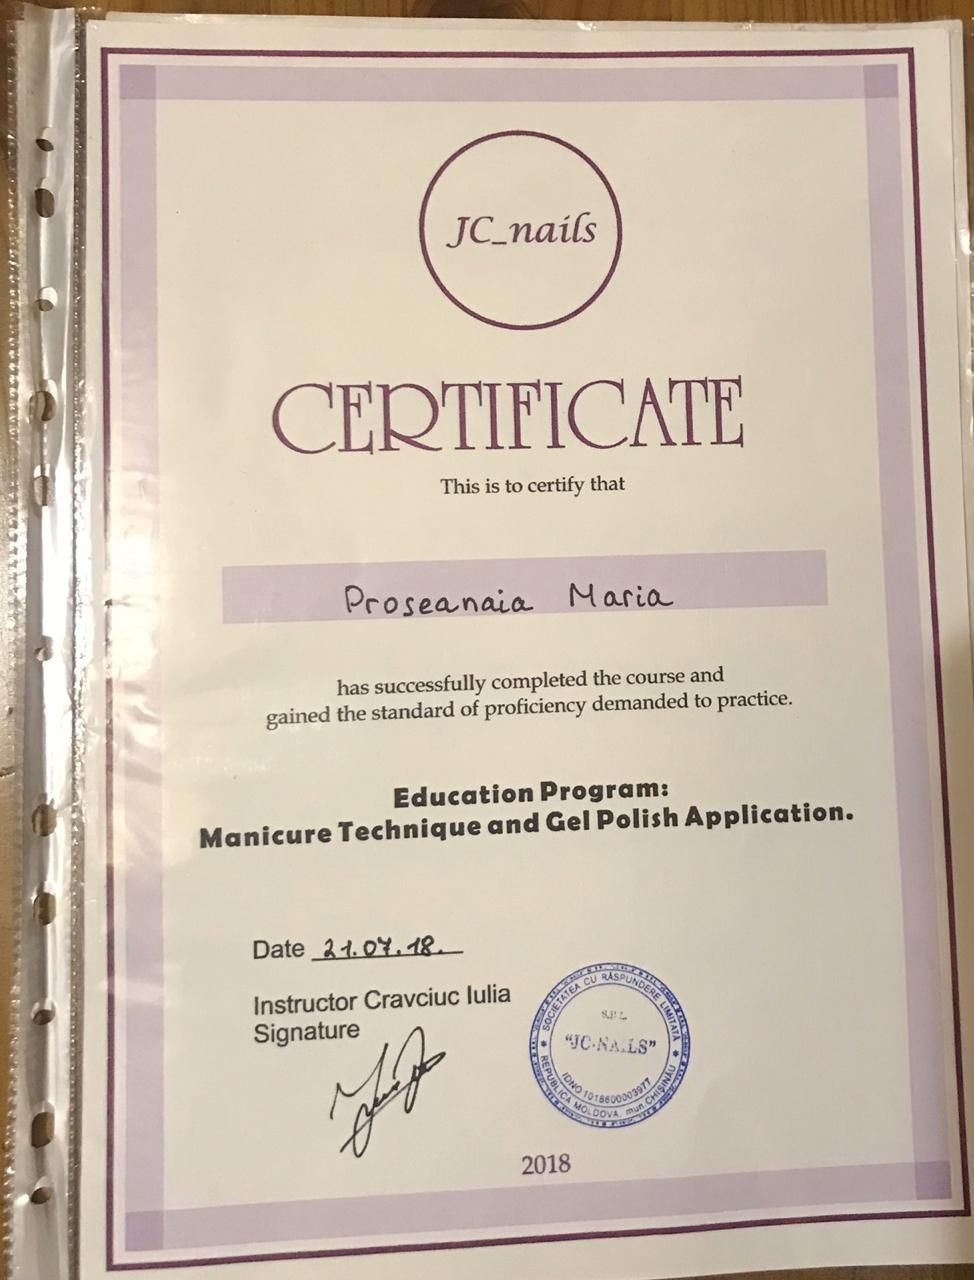 JC_nails
CERTIFICATE
This is to certify that
Proseanaia Maria
has successfully completed the course and
gained the standard of proficiency demanded to practice.
Education Program:
Manicure Technique and Gel Polish Application.
Date 21.07.18.
Instructor Cravciuc Iulia
Signature
SOCIETATEA CU RĂSPUNDERE LIMITATĂ
S.R.L.
"JC-NAILS"
IDNO 1018600003977
REPUBLICA MOLDOVA, mun. CHIȘINĂU
2018